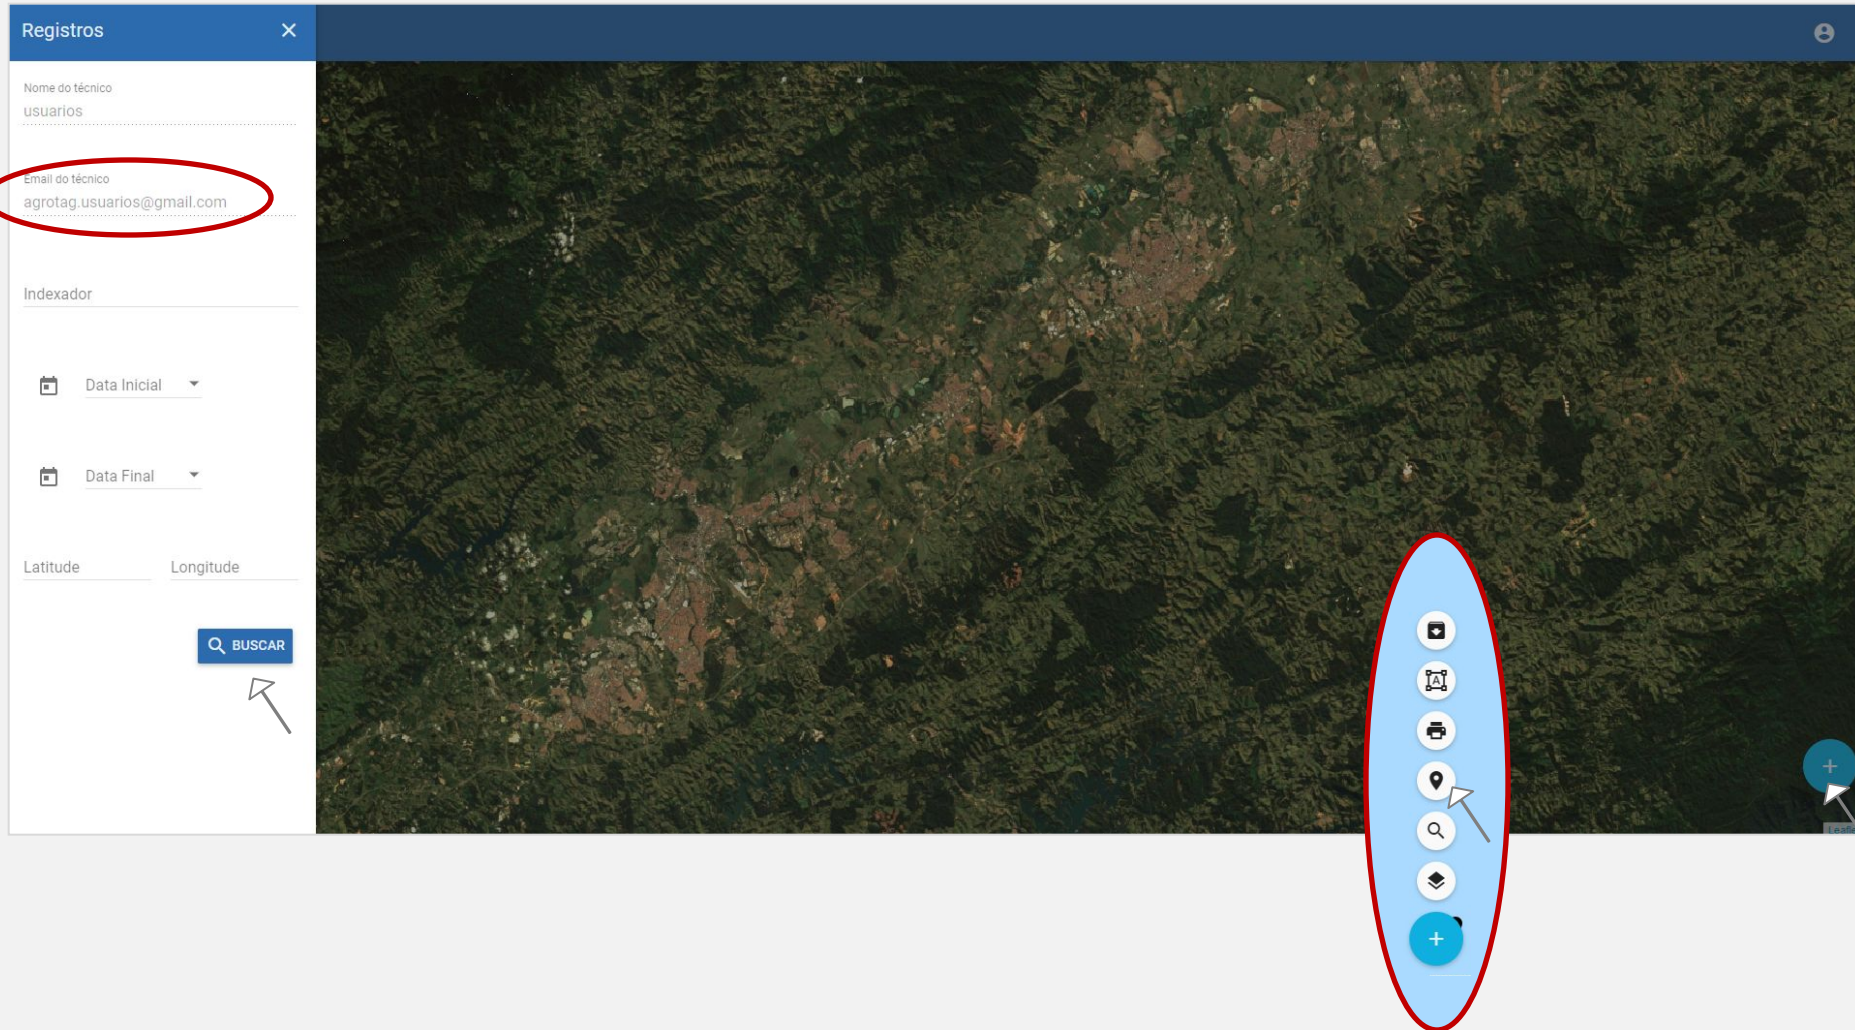 Registros
Nome do técnico
usuarios
Email do técnico
agrotag.usuarios@gmail.com
Indexador
Data Inicial
Data Final
Latitude Longitude
BUSCAR
A